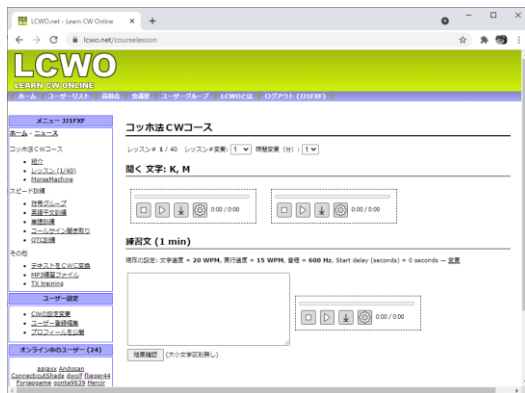 LCWO.net - Learn CW Online
lcwo.net/courselesson
LCWO
LEARN CW ONLINE
ホーム ユーザーリスト 高得点 会議室 ユーザーグループ LCWOとは ログアウト (JJ1FXF)
メニュー JJ1FXF
ホーム - ニュース
コッホ法CWコース
紹介
レッスン (1/40)
MorseMachine
スピード訓練
符号グループ
英語平文訓練
単語訓練
コールサイン聞き取り
QTC訓練
その他
テキストをCWに変換
MP3練習ファイル
TX training
ユーザー設定
CWの設定変更
ユーザー登録編集
プロフィールを公開
オンライン中のユーザー (24)
aaiaxx Andosan
ConnecticutShade dwolf flieger44
コッホ法CWコース
レッスン# 1 / 40 レッスン#変更: 1 時間変更 (分) : 1
聞く 文字: K, M
0:00 / 0:00
0:00 / 0:00
練習文 (1 min)
現在の設定: 文字速度 = 20 WPM, 実行速度 = 15 WPM, 音程 = 600 Hz, Start delay (seconds) = 0 seconds — 変更
0:00 / 0:00
結果確認 (大小文字区別無し)